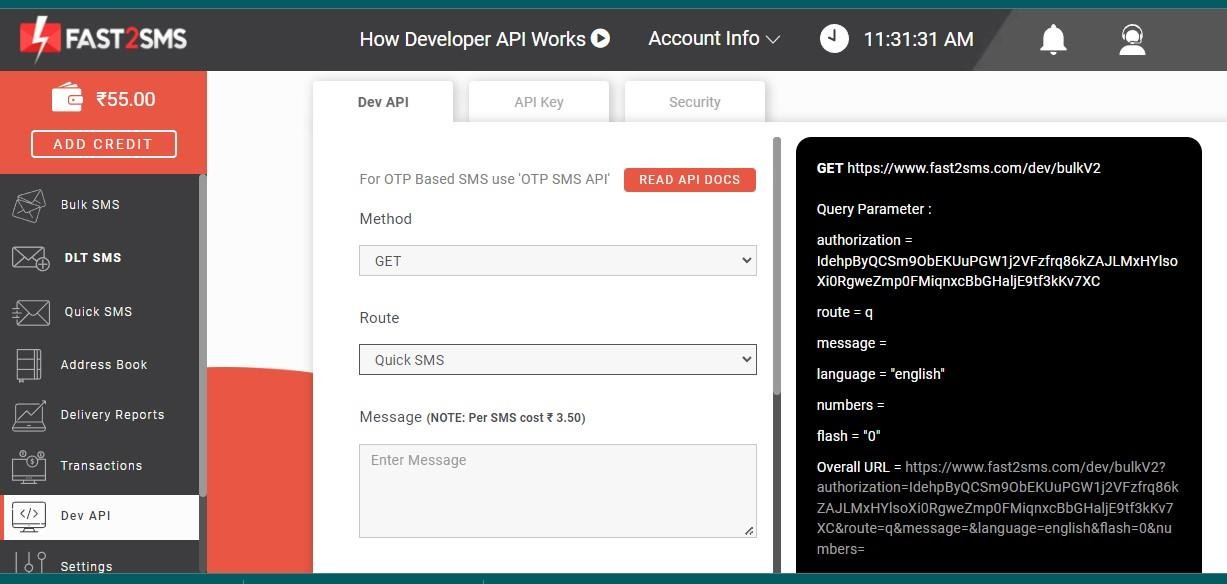 FAST2SMS
How Developer API Works
Account Info
11:31:31 AM
₹55.00
ADD CREDIT
Bulk SMS
DLT SMS
Quick SMS
Address Book
Delivery Reports
Transactions
Dev API
Settings
Dev API
API Key
Security
For OTP Based SMS use 'OTP SMS API'
READ API DOCS
Method
GET
Route
Quick SMS
Message (NOTE: Per SMS cost ₹ 3.50)
Enter Message
GET https://www.fast2sms.com/dev/bulkV2
Query Parameter :
authorization =
IdehpByQCSm9ObEKUuPGW1j2VFzfrq86kZAJLMxHYlso
Xi0RgweZmp0FMiqnxcBbGHaljE9tf3kKv7XC
route = q
message =
language = "english"
numbers =
flash = "0"
Overall URL = https://www.fast2sms.com/dev/bulkV2?
authorization=IdehpByQCSm9ObEKUuPGW1j2VFzfrq86k
ZAJLMxHYlsoXi0RgweZmp0FMiqnxcBbGHaljE9tf3kKv7
XC&route=q&message=&language=english&flash=0&nu
mbers=